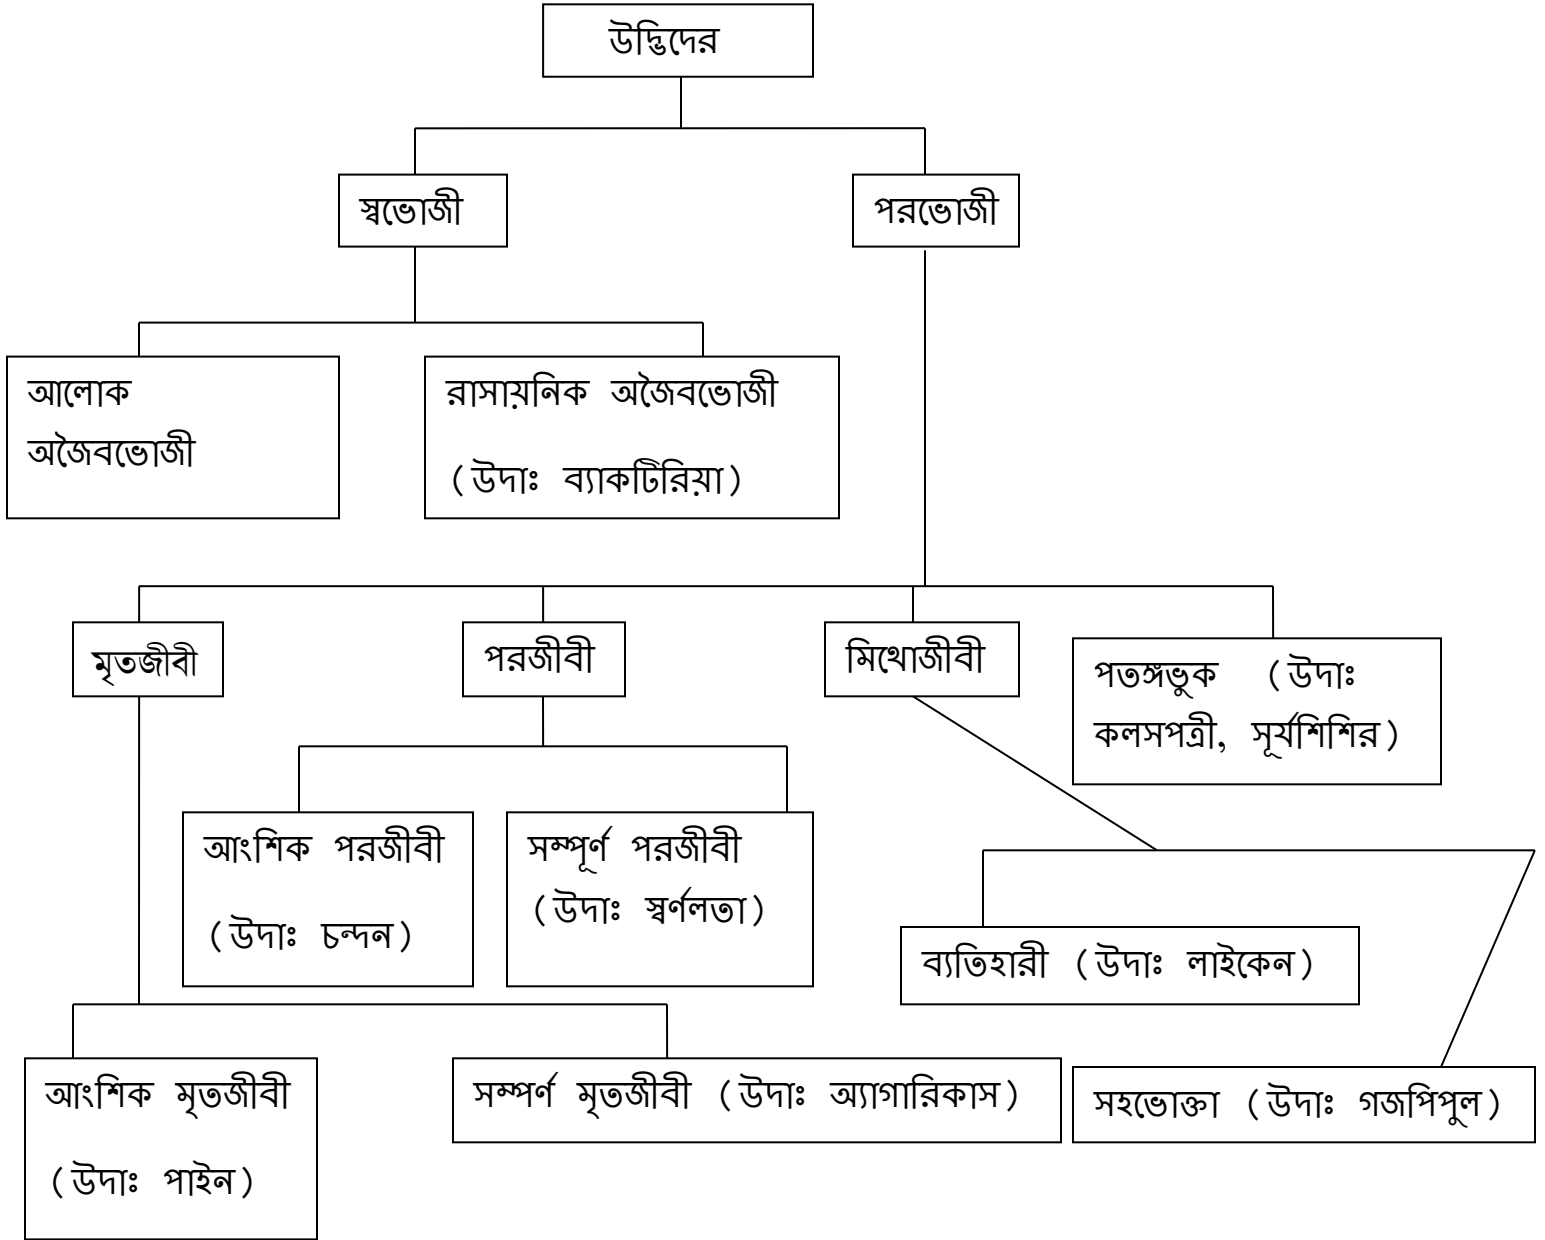 উদ্ভিদের
স্বভোজী
পরভোজী
আলোক
অজৈবভোজী
রাসায়নিক অজৈবভোজী
(উদাঃ ব্যাকটিরিয়া)
মৃতজীবী
পরজীবী
মিথোজীবী
পতঙ্গভুক (উদাঃ
কলসপত্রী, সূর্যশিশির)
আংশিক পরজীবী
(উদাঃ চন্দন)
সম্পূর্ণ পরজীবী
(উদাঃ স্বর্ণলতা)
ব্যতিহারী (উদাঃ লাইকেন)
আংশিক মৃতজীবী
(উদাঃ পাইন)
সম্পর্ণ মৃতজীবী (উদাঃ অ্যাগারিকাস)
সহভোক্তা (উদাঃ গজপিপুল)